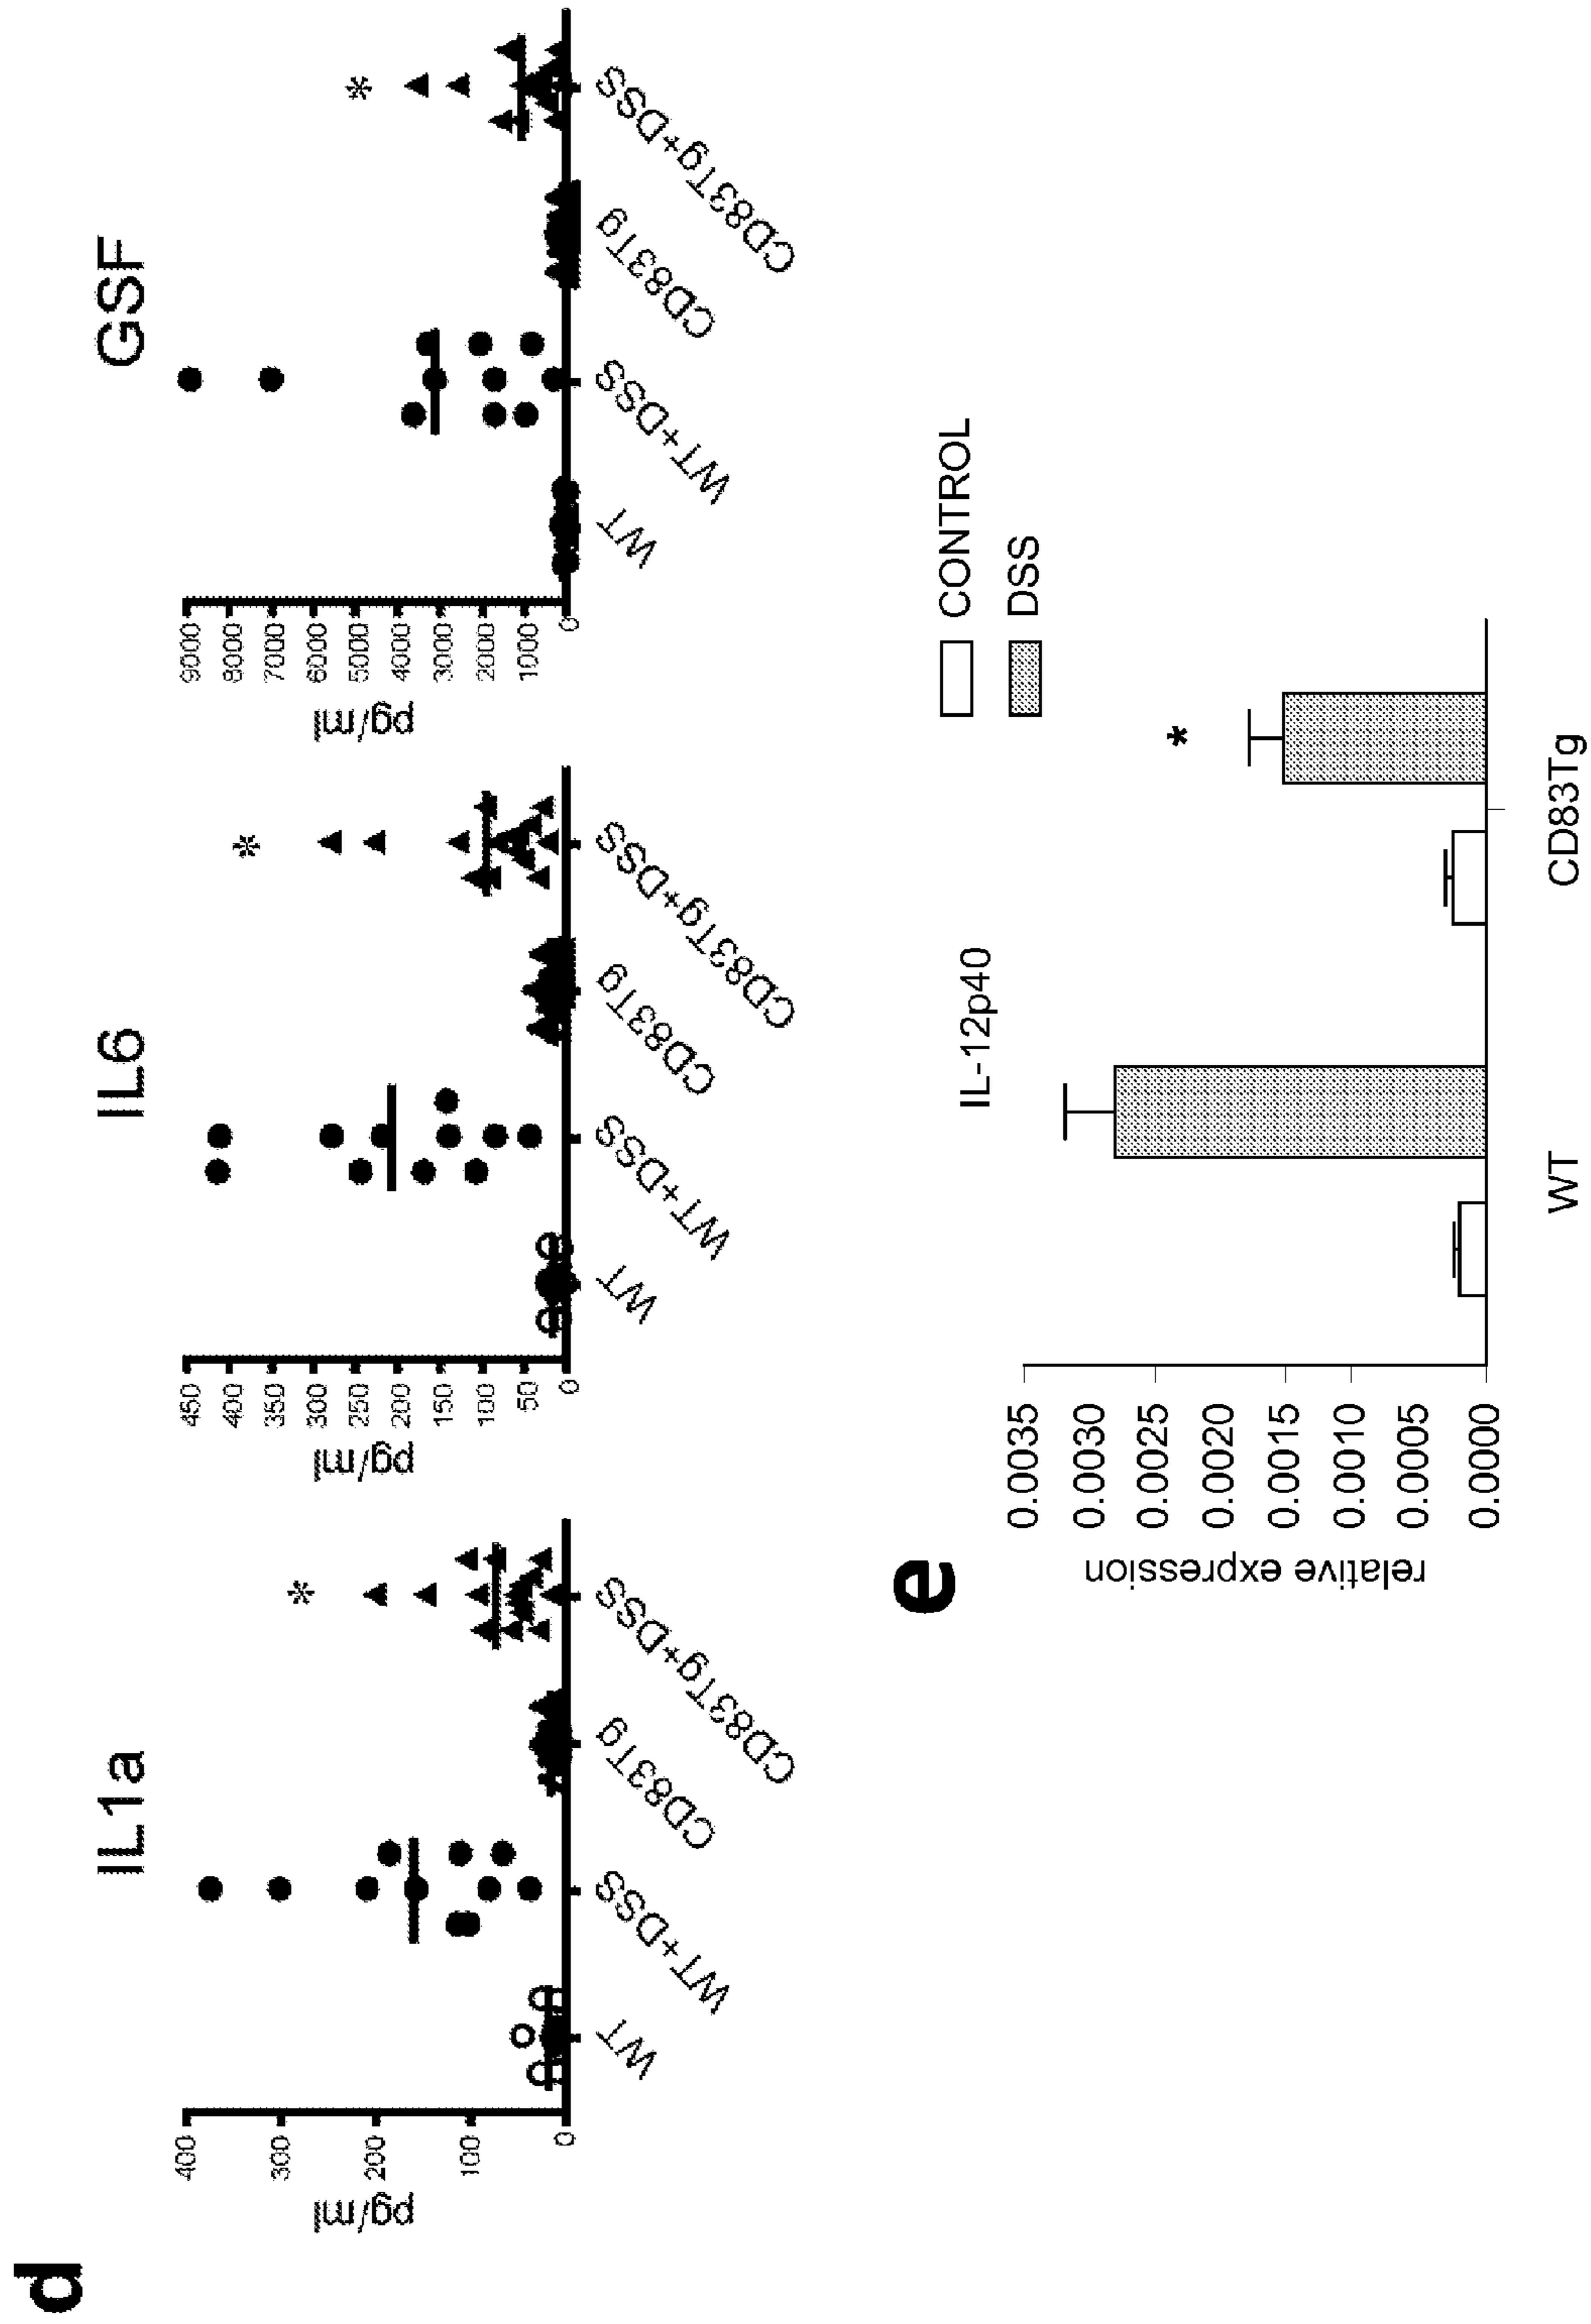 d
IL1a
pg/ml
400
300
200
100
0
WT
WT+DSS
CD83Tg
CD83Tg+DSS
*
IL6
pg/ml
450
400
350
300
250
200
150
100
50
0
WT
WT+DSS
CD83Tg
CD83Tg+DSS
*
GSF
pg/ml
9000
8000
7000
6000
5000
4000
3000
2000
1000
0
WT
WT+DSS
CD83Tg
CD83Tg+DSS
*
e
IL-12p40
CONTROL
DSS
relative expression
0.0035
0.0030
0.0025
0.0020
0.0015
0.0010
0.0005
0.0000
*
WT
CD83Tg